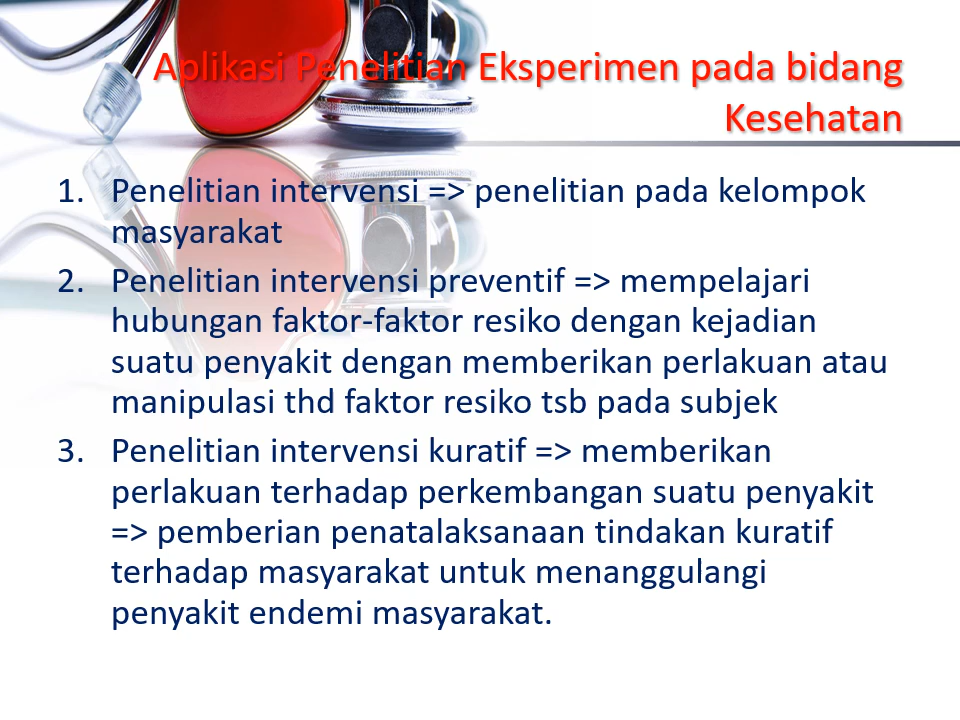 Aplikasi Penelitian Eksperimen pada bidang
Kesehatan
1. Penelitian intervensi => penelitian pada kelompok
masyarakat
2. Penelitian intervensi preventif => mempelajari
hubungan faktor-faktor resiko dengan kejadian
suatu penyakit dengan memberikan perlakuan atau
manipulasi thd faktor resiko tsb pada subjek
3. Penelitian intervensi kuratif => memberikan
perlakuan terhadap perkembangan suatu penyakit
=> pemberian penatalaksanaan tindakan kuratif
terhadap masyarakat untuk menanggulangi
penyakit endemi masyarakat.